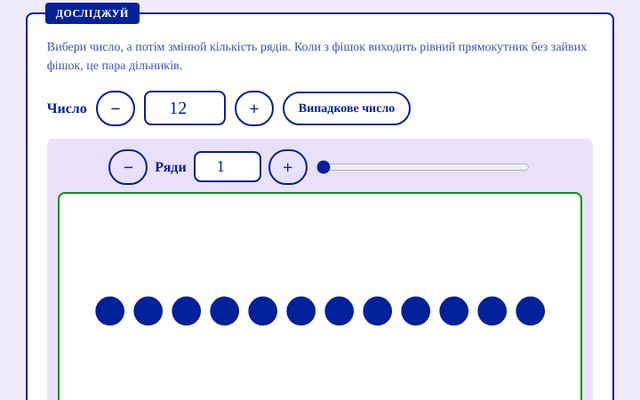 ДОСЛІДЖУЙ
Вибери число, а потім змінюй кількість рядів. Коли з фішок виходить рівний прямокутник без зайвих
фішок, це пара дільників.
Число − 12 + Випадкове число
− Ряди 1 +